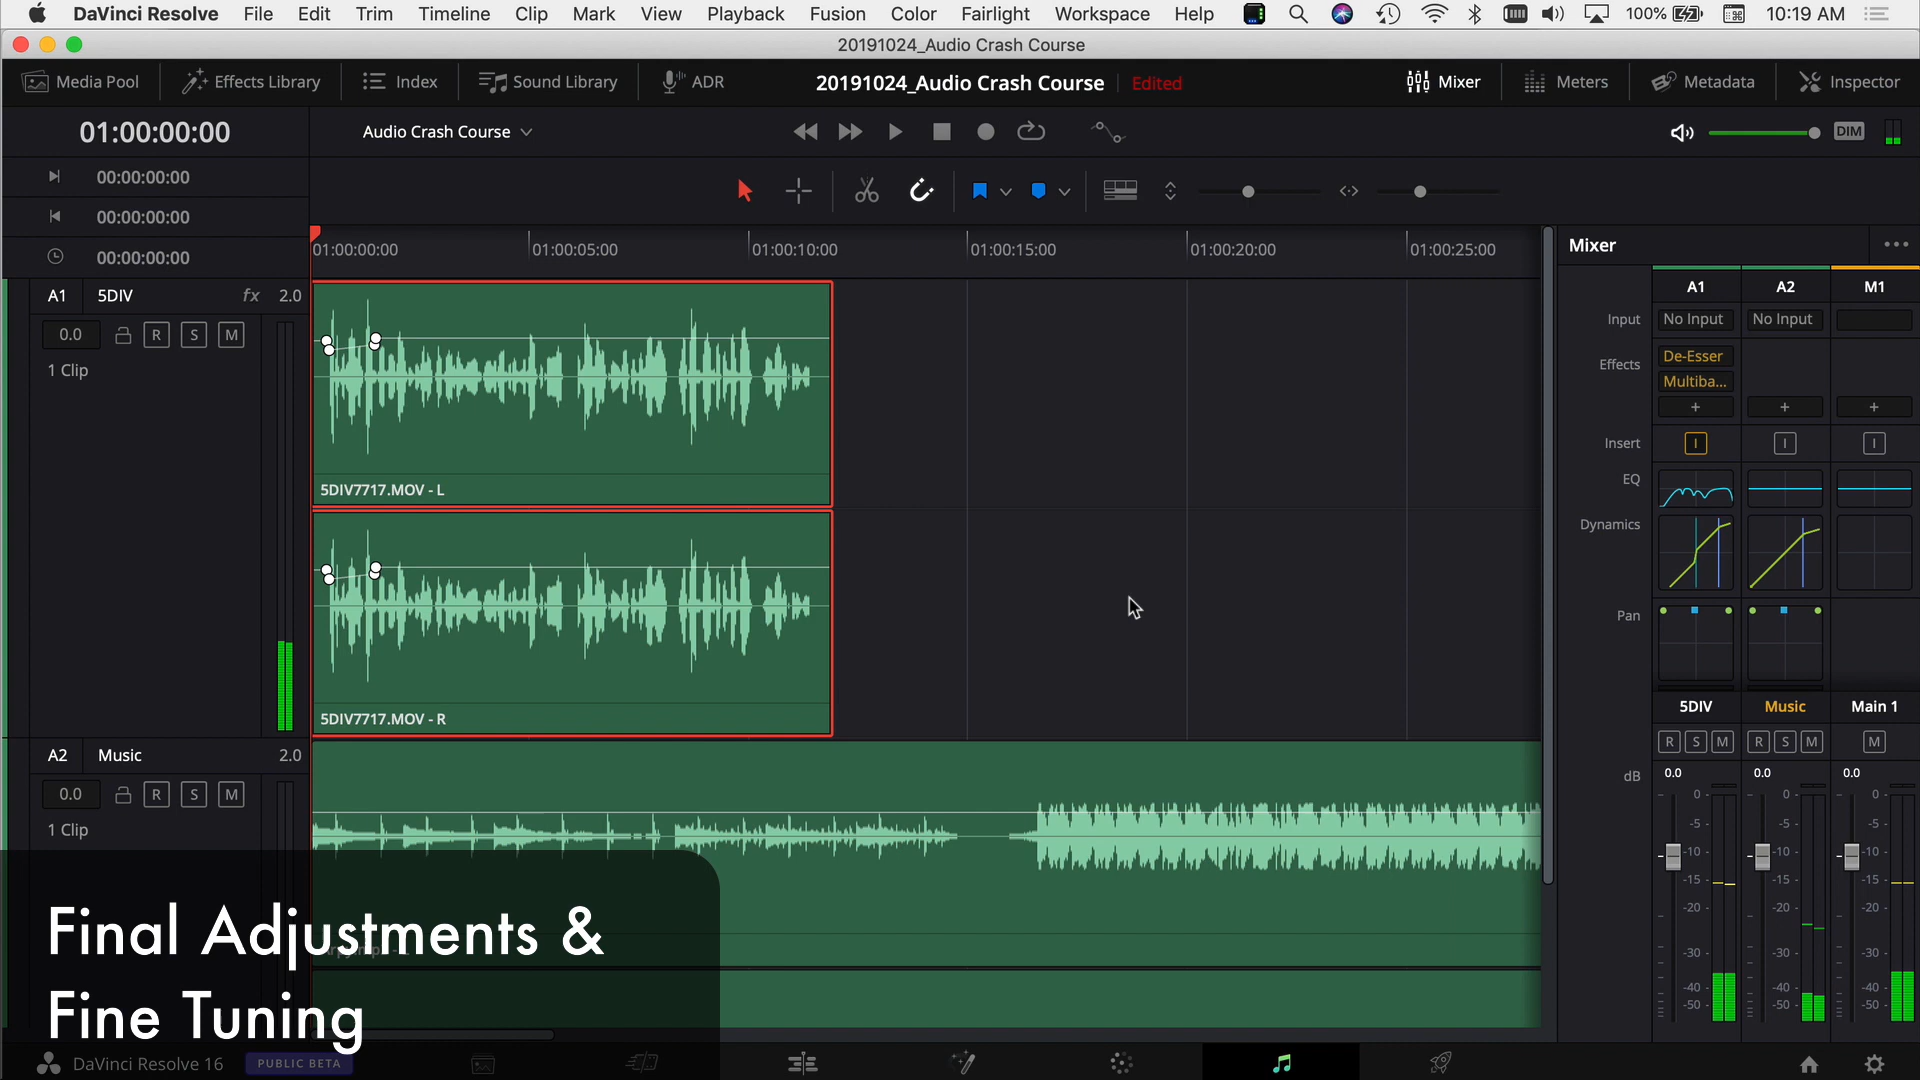 DaVinci Resolve File Edit Trim Timeline Clip Mark View Playback Fusion Color Fairlight Workspace Help 100% 10:19 AM
20191024_Audio Crash Course
Media Pool Effects Library Index Sound Library ADR 20191024_Audio Crash Course Edited Mixer Meters Metadata Inspector
01:00:00:00 Audio Crash Course DIM
00:00:00:00
00:00:00:00
00:00:00:00
01:00:00:00 01:00:05:00 01:00:10:00 01:00:15:00 01:00:20:00 01:00:25:00
Mixer
A1 5DIV fx 2.0
0.0 R S M
1 Clip
5DIV7717.MOV - L
5DIV7717.MOV - R
A2 Music 2.0
0.0 R S M
1 Clip
A1 A2 M1
Input No Input No Input
Effects De-Esser
Multiba...
+ + +
Insert I I I
EQ
Dynamics
Pan
5DIV Music Main 1
R S M R S M M
dB 0.0 0.0 0.0
0 0 0
-5 -5 -5
-10 -10 -10
-15 -15 -15
-20 -20 -20
-30 -30 -30
-40 -40 -40
-50 -50 -50
Final Adjustments &
Fine Tuning
DaVinci Resolve 16 PUBLIC BETA